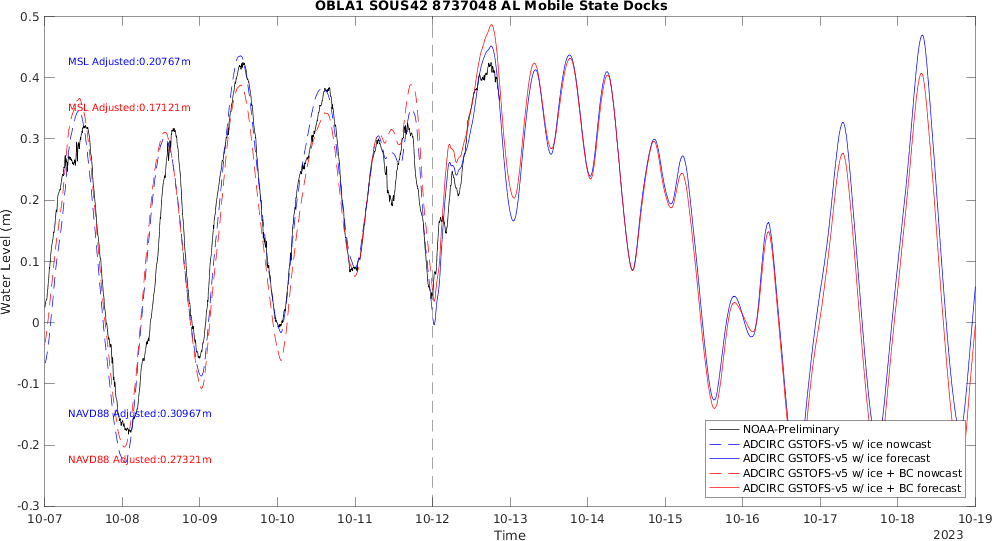 OBLA1 SOUS42 8737048 AL Mobile State Docks
0.5
0.4
0.3
0.2
0.1
0
-0.1
-0.2
-0.3
Water Level (m)
MSL Adjusted:0.20767m
MSL Adjusted:0.17121m
NAVD88 Adjusted:0.30967m
NAVD88 Adjusted:0.27321m
NOAA-Preliminary
ADCIRC GSTOFS-v5 w/ ice nowcast
ADCIRC GSTOFS-v5 w/ ice forecast
ADCIRC GSTOFS-v5 w/ ice + BC nowcast
ADCIRC GSTOFS-v5 w/ ice + BC forecast
10-07 10-08 10-09 10-10 10-11 10-12 10-13 10-14 10-15 10-16 10-17 10-18 10-19
Time
2023